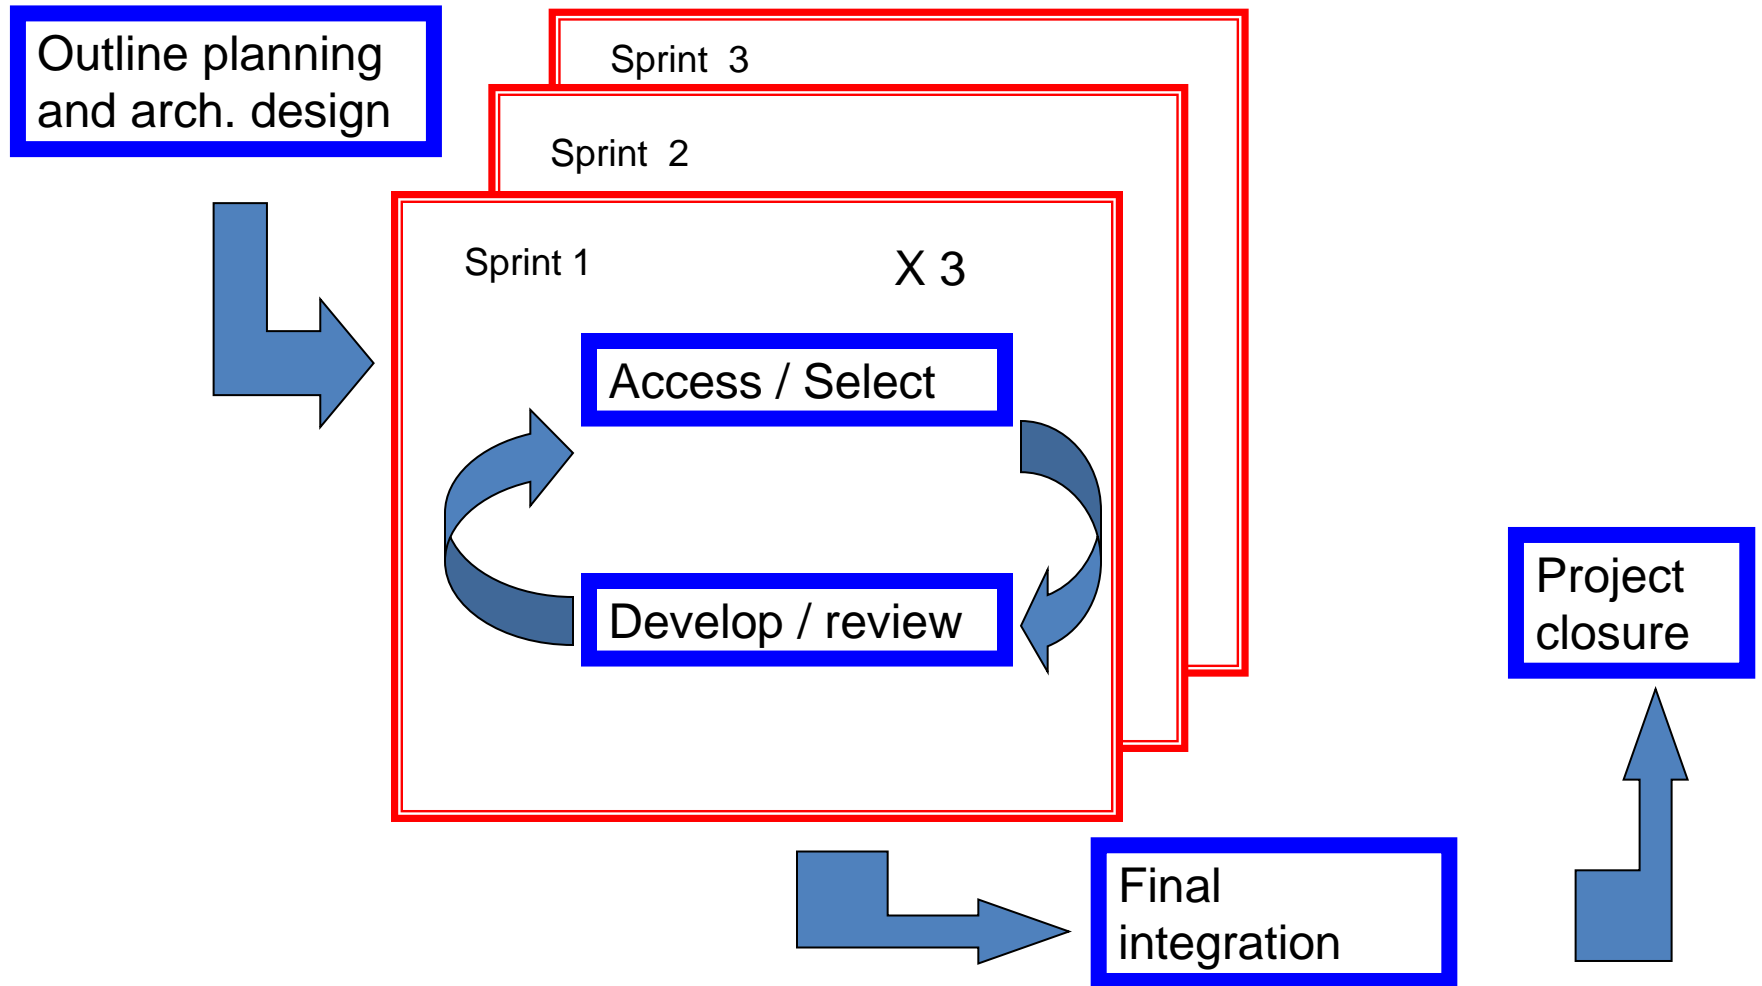 Outline planning
and arch. design
Sprint 3
Sprint 2
Sprint 1
X 3
Access / Select
Develop / review
Project
closure
Final
integration